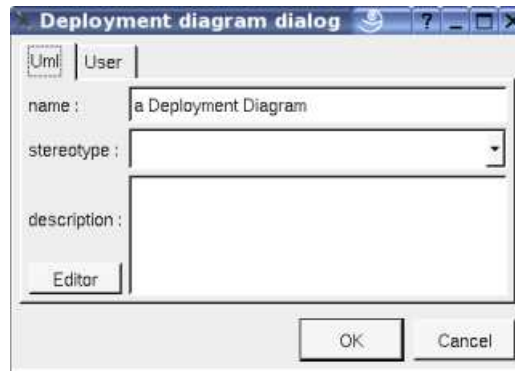 Deployment diagram dialog ?
Uml User
name : a Deployment Diagram
stereotype :
description :
Editor
OK Cancel